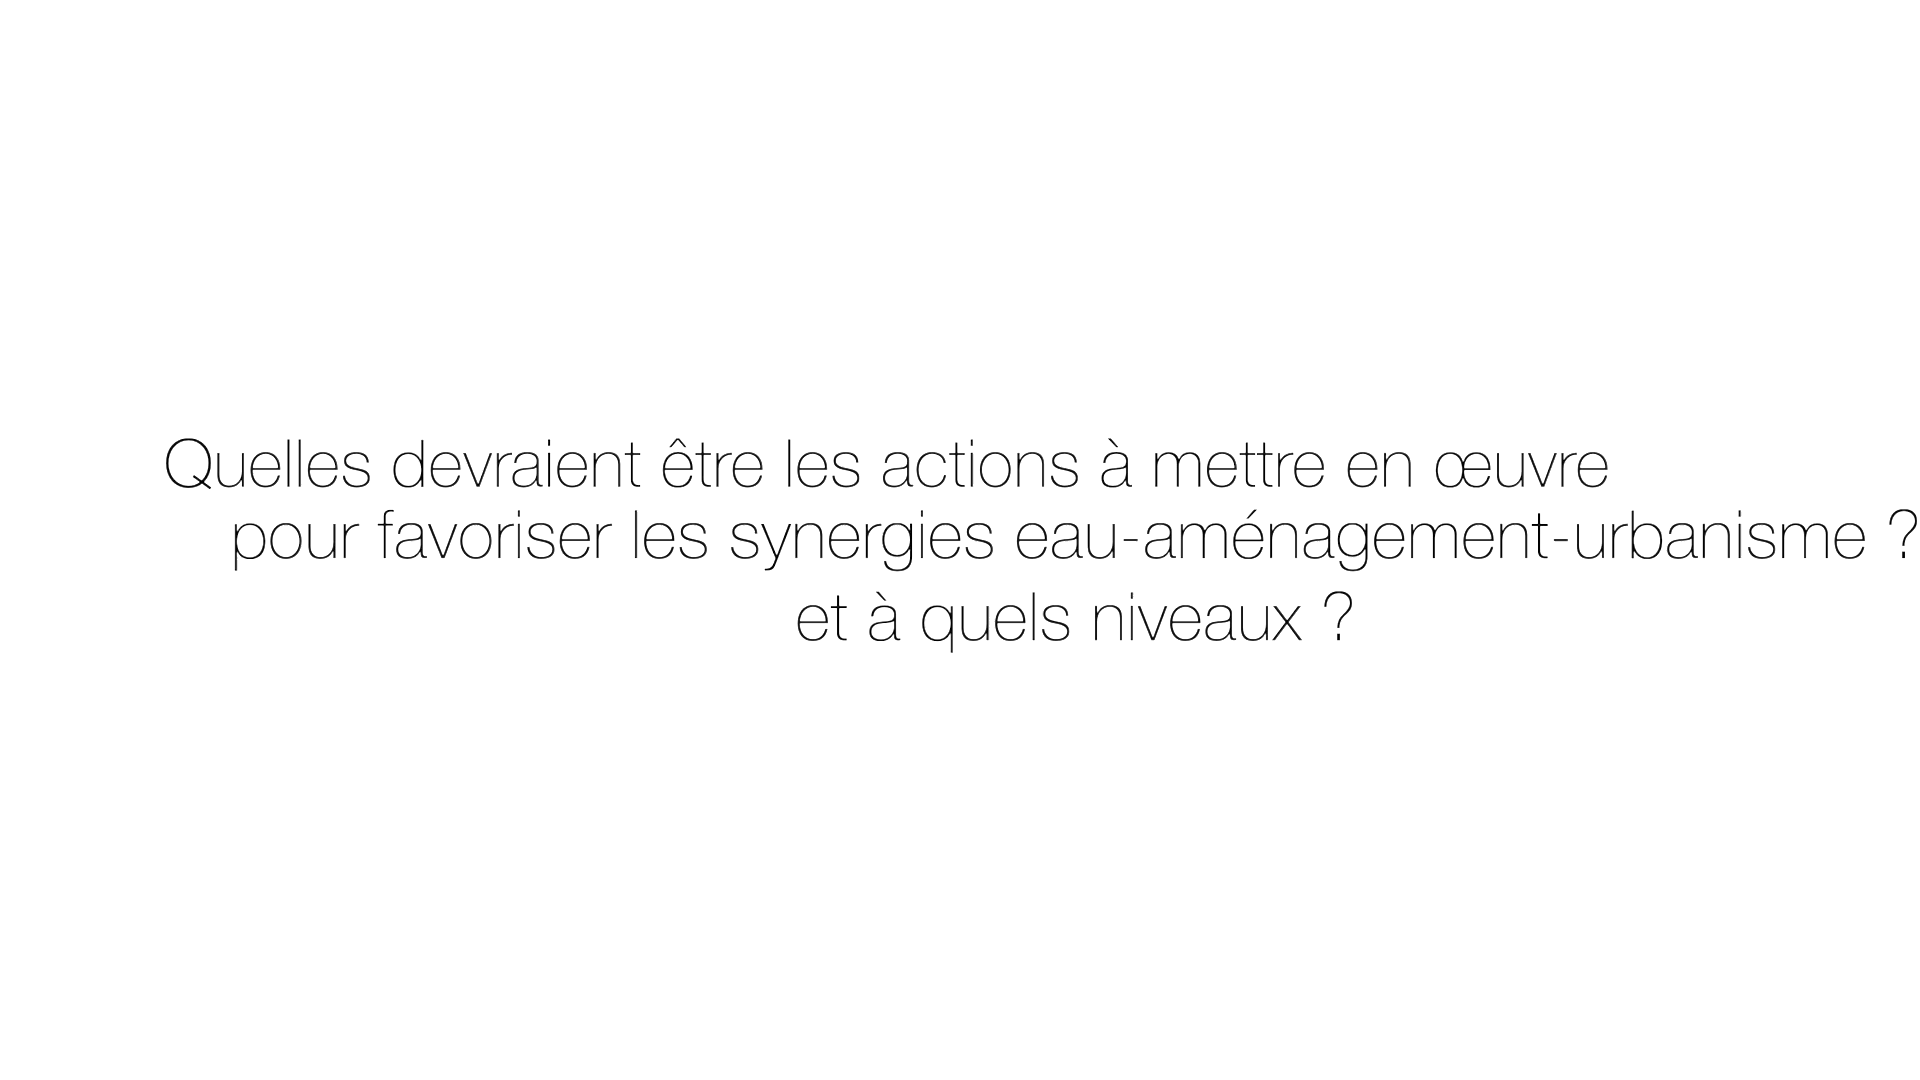 Quelles devraient être les actions à mettre en œuvre
pour favoriser les synergies eau-aménagement-urbanisme ?
et à quels niveaux ?